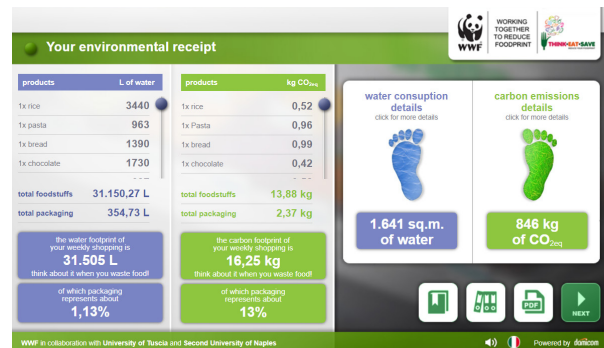 Your environmental receipt
WWF
WORKING
TOGETHER
TO REDUCE
FOODPRINT
THINK•EAT•SAVE
products L of water
1x rice 3440
1x pasta 963
1x bread 1390
1x chocolate 1730
total foodstuffs 31.150,27 L
total packaging 354,73 L
the water footprint of
your weekly shopping is
31.505 L
think about it when you waste food!
of which packaging
represents about
1,13%
products kg CO2eq
1x rice 0,52
1x Pasta 0,96
1x bread 0,99
1x chocolate 0,42
total foodstuffs 13,88 kg
total packaging 2,37 kg
the carbon footprint of
your weekly shopping is
16,25 kg
think about it when you waste food!
of which packaging
represents about
13%
water consuption
details
click for more details
1.641 sq.m.
of water
carbon emissions
details
click for more details
846 kg
of CO2eq
PDF
NEXT
WWF in collaboration with University of Tuscia and Second University of Naples
Powered by domicom